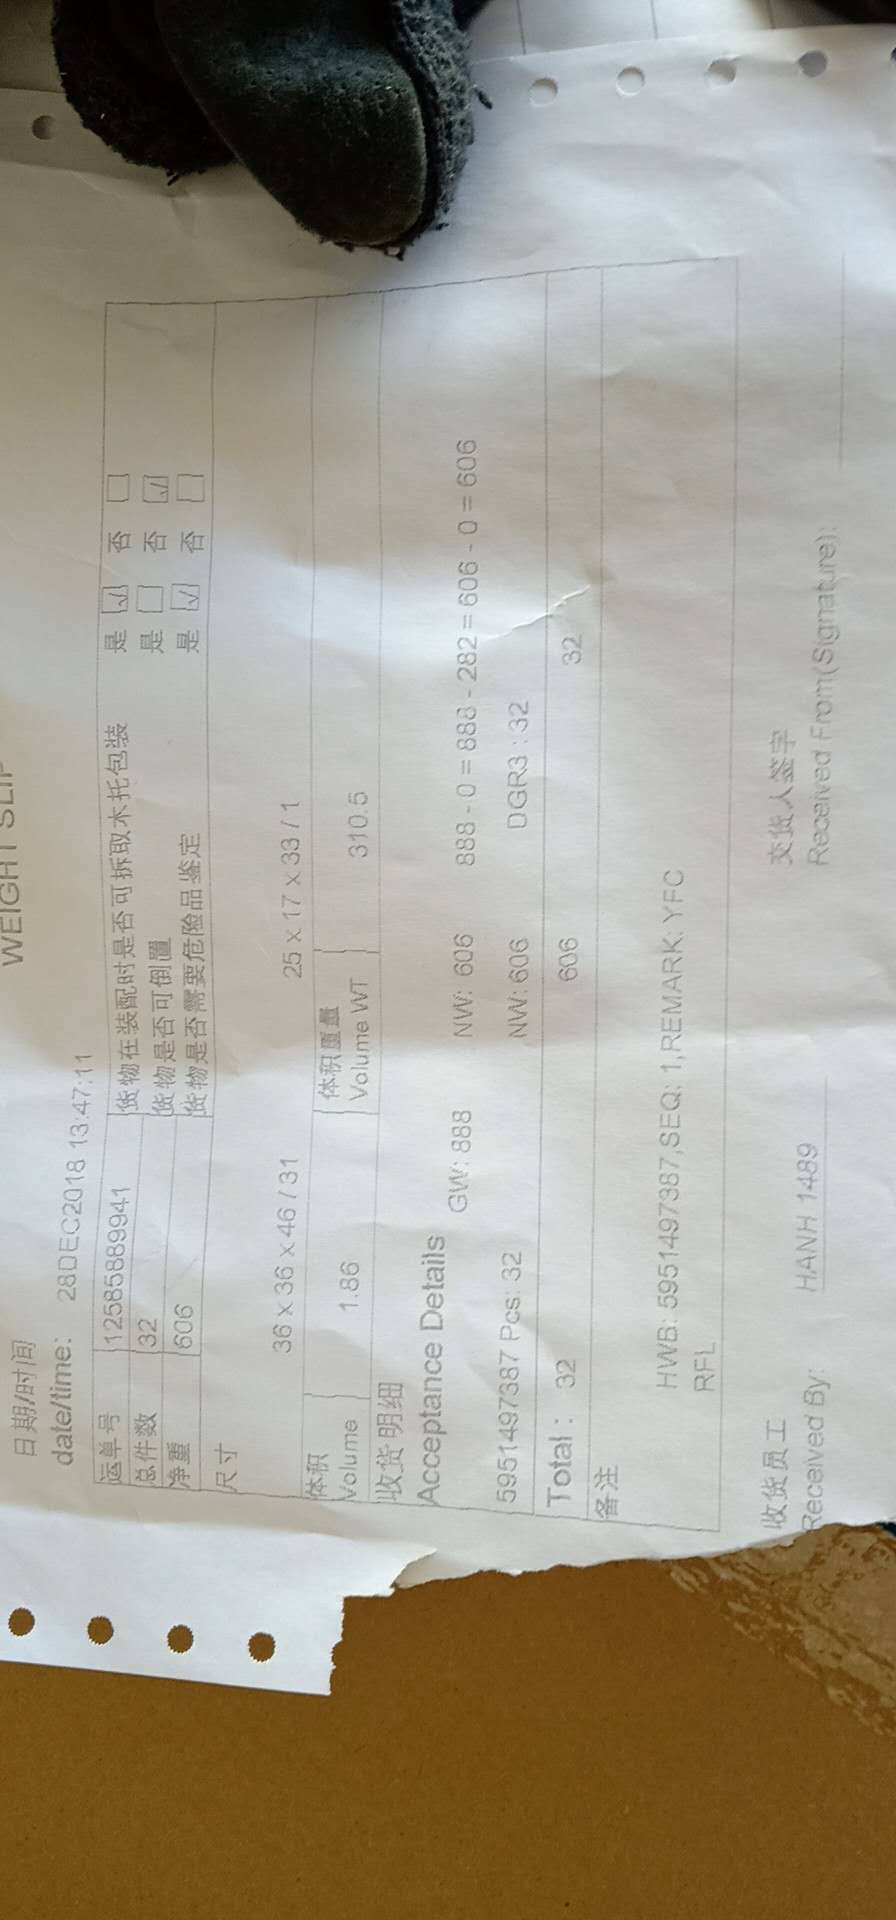 WEIGHT SLIP
日期/时间
date/time: 28DEC2018 13:47:11
运单号 12585889941 货物在装配时是否可拆取木托包装 是 ☑ 否 ☐
总件数 32 货物是否可倒置 是 ☐ 否 ☑
净重 606 货物是否需要危险品鉴定 是 ☑ 否 ☐
尺寸
36 x 36 x 46 / 31 25 x 17 x 33 / 1
体积 体积重量
Volume 1.86 Volume WT 310.5
收货明细
Acceptance Details
GW: 888 NW: 606 888 - 0 = 888 - 282 = 606 - 0 = 606
5951497387 Pcs: 32 NW: 606 DGR3 : 32
Total : 32 606 32
备注
HWB: 5951497387,SEQ: 1,REMARK: YFC
RFL
收货员工 交货人签字
Received By: HANH 1489 Received From(Signature):